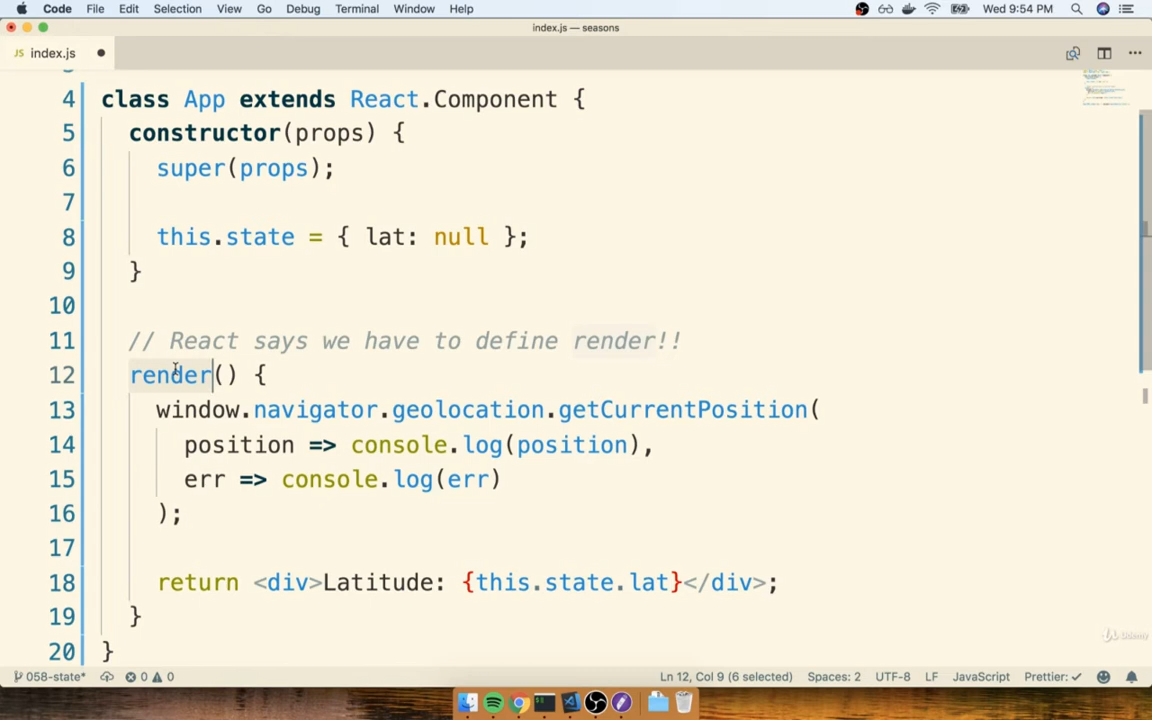 Code File Edit Selection View Go Debug Terminal Window Help Wed 9:54 PM
index.js — seasons
JS index.js
4 class App extends React.Component {
5 constructor(props) {
6 super(props);
7
8 this.state = { lat: null };
9 }
10
11 // React says we have to define render!!
12 render() {
13 window.navigator.geolocation.getCurrentPosition(
14 position => console.log(position),
15 err => console.log(err)
16 );
17
18 return <div>Latitude: {this.state.lat}</div>;
19 }
20 }
Udemy
058-state* 0 0 Ln 12, Col 9 (6 selected) Spaces: 2 UTF-8 LF JavaScript Prettier: ✓